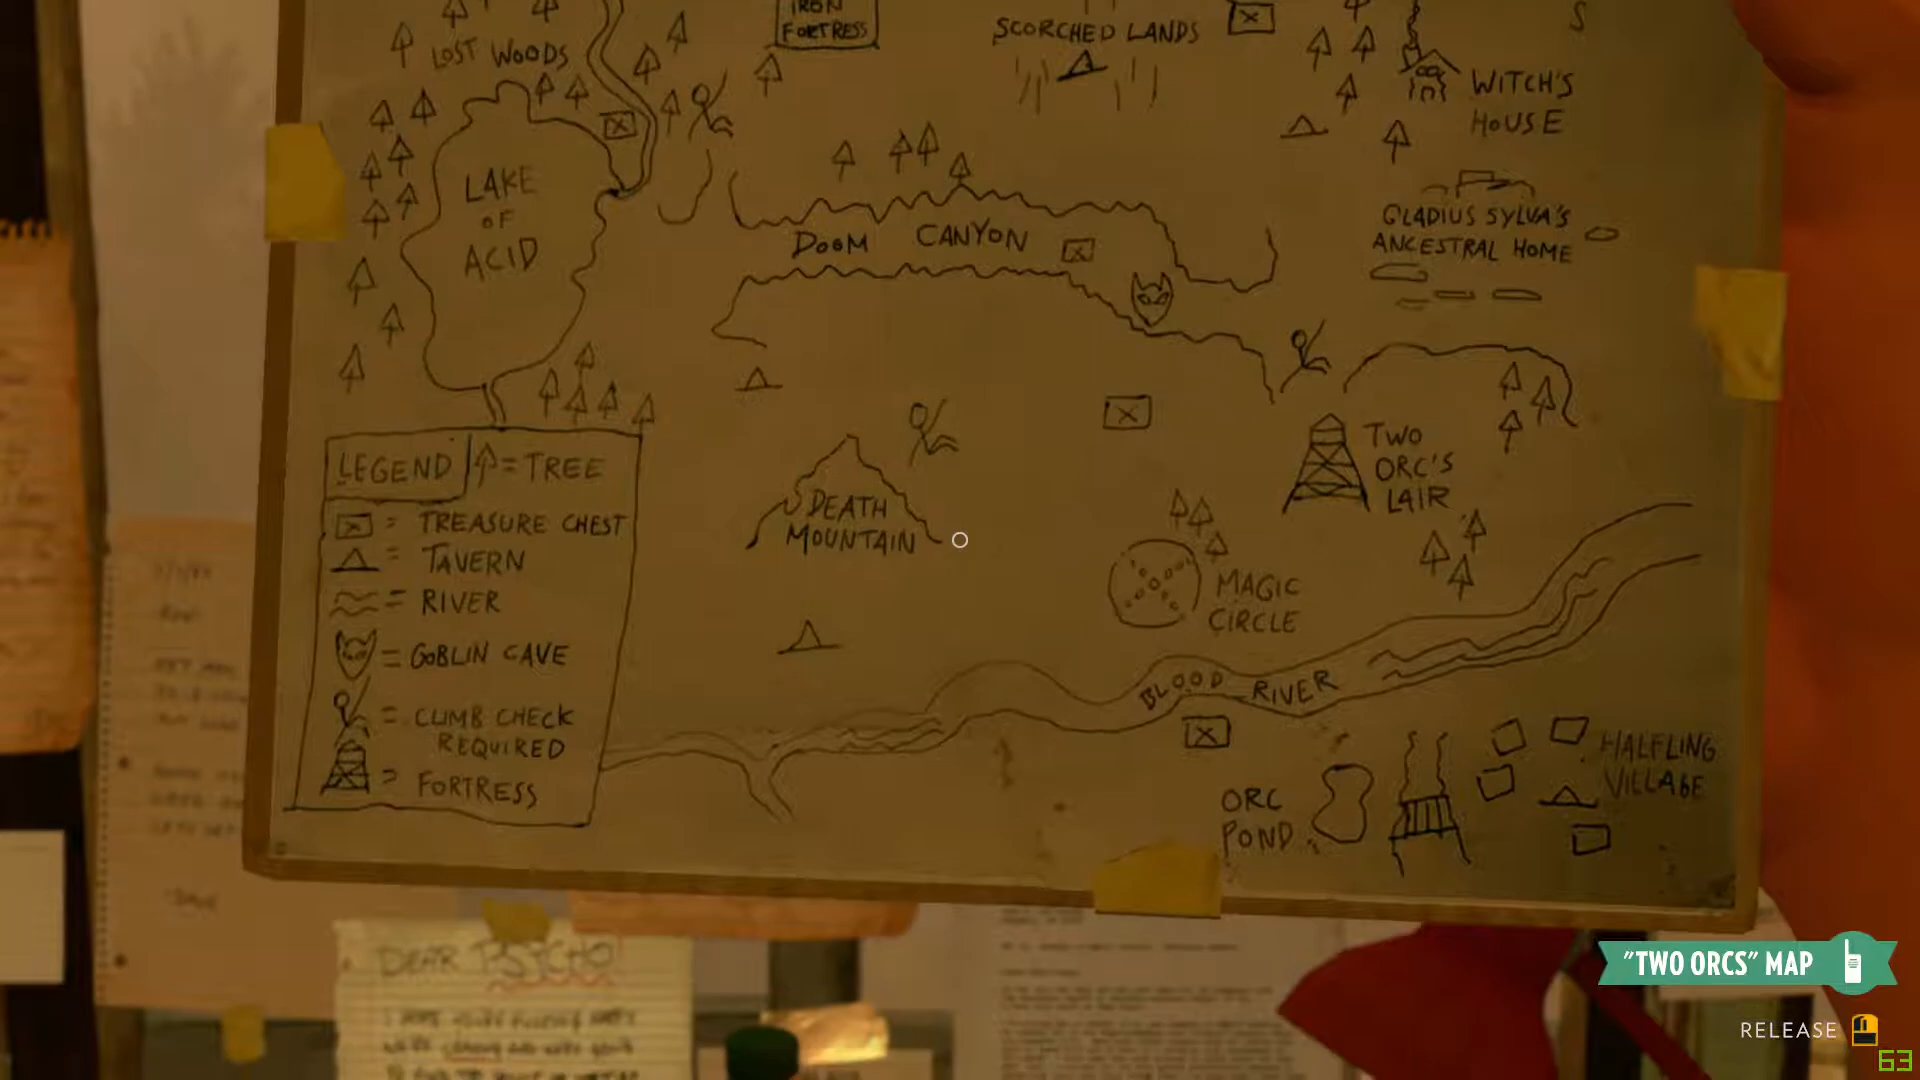 IRON
FORTRESS
SCORCHED LANDS
S
LOST WOODS
WITCH'S
HOUSE
LAKE
OF
ACID
DOOM CANYON
GLADIUS SYLVA'S
ANCESTRAL HOME
TWO
ORC'S
LAIR
DEATH
MOUNTAIN
MAGIC
CIRCLE
BLOOD RIVER
ORC
POND
HALFLING
VILLAGE
LEGEND
= TREE
= TREASURE CHEST
= TAVERN
= RIVER
= GOBLIN CAVE
= CLIMB CHECK
REQUIRED
= FORTRESS
DEAR PSYCHO
"TWO ORCS" MAP
RELEASE
63